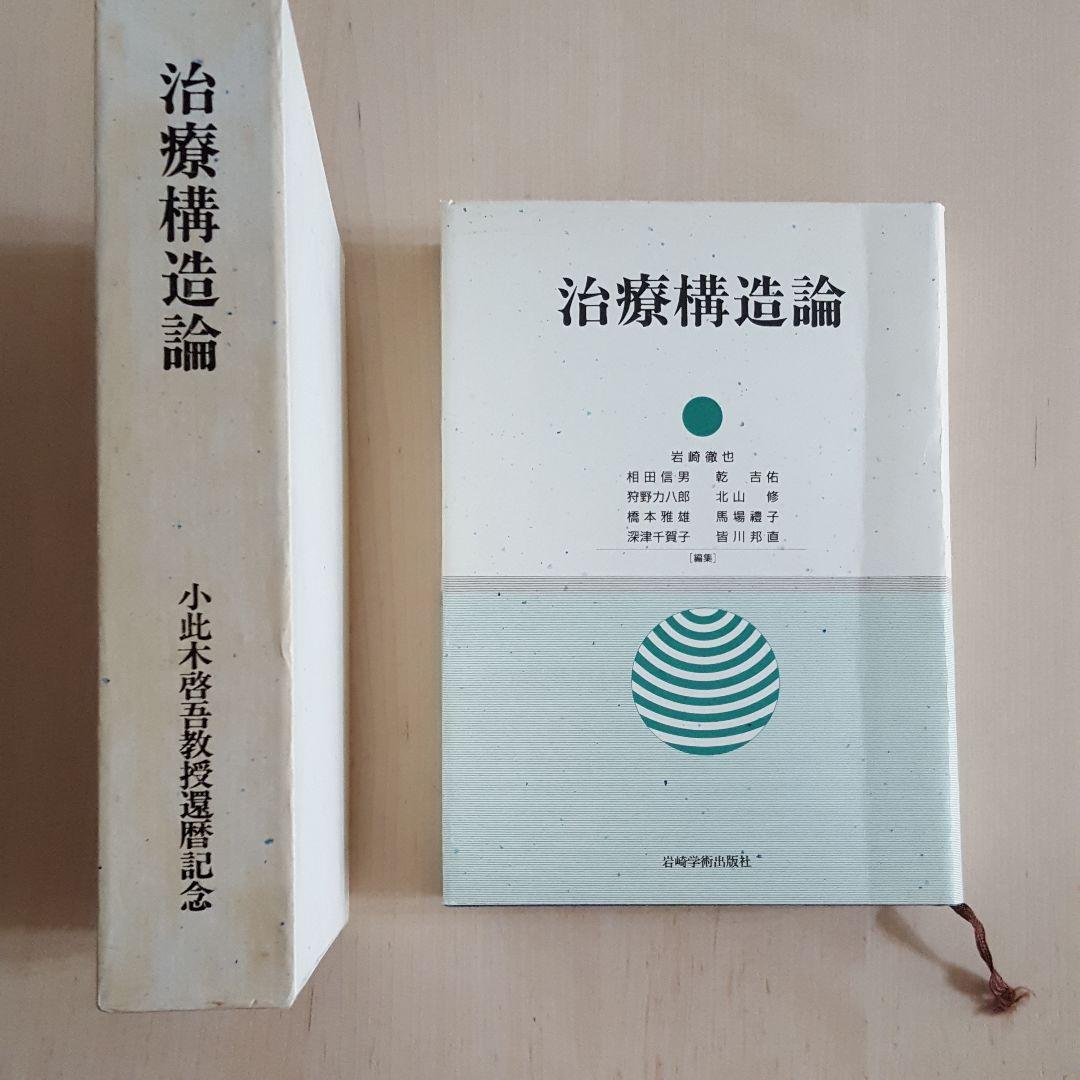 治療構造論
小此木啓吾教授還暦記念
治療構造論
岩崎徹也
相田信男 乾 吉佑
狩野力八郎 北山 修
橋本雅雄 馬場禮子
深津千賀子 皆川邦直
[編集]
岩崎学術出版社